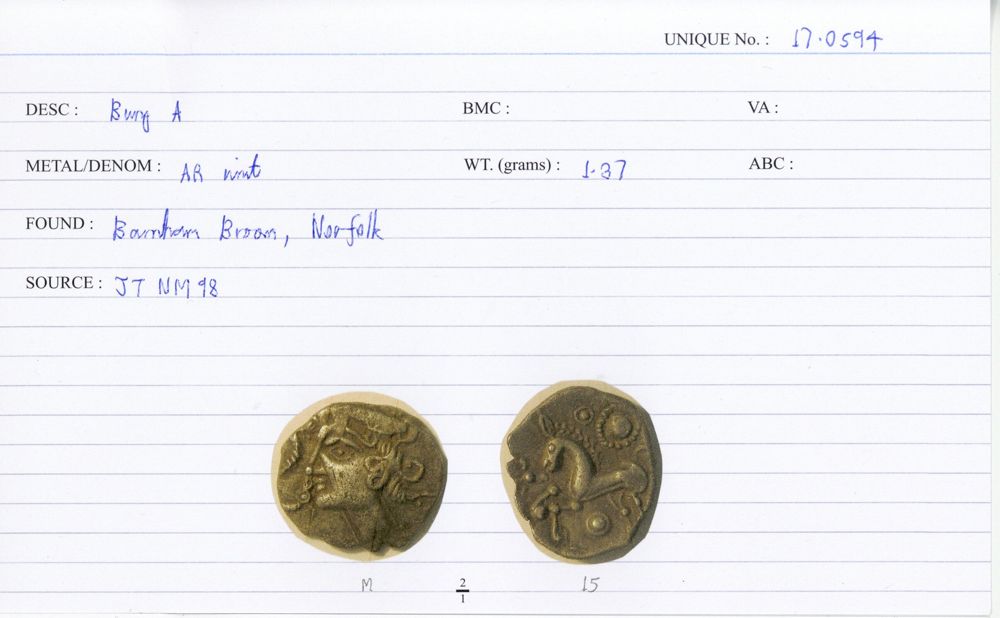 UNIQUE No. : 17.0594
DESC : Bury A BMC : VA :
METAL/DENOM : AR unit WT. (grams) : 1.37 ABC :
FOUND : Barnham Broom, Norfolk
SOURCE : JT NM 98
M 2/1 15